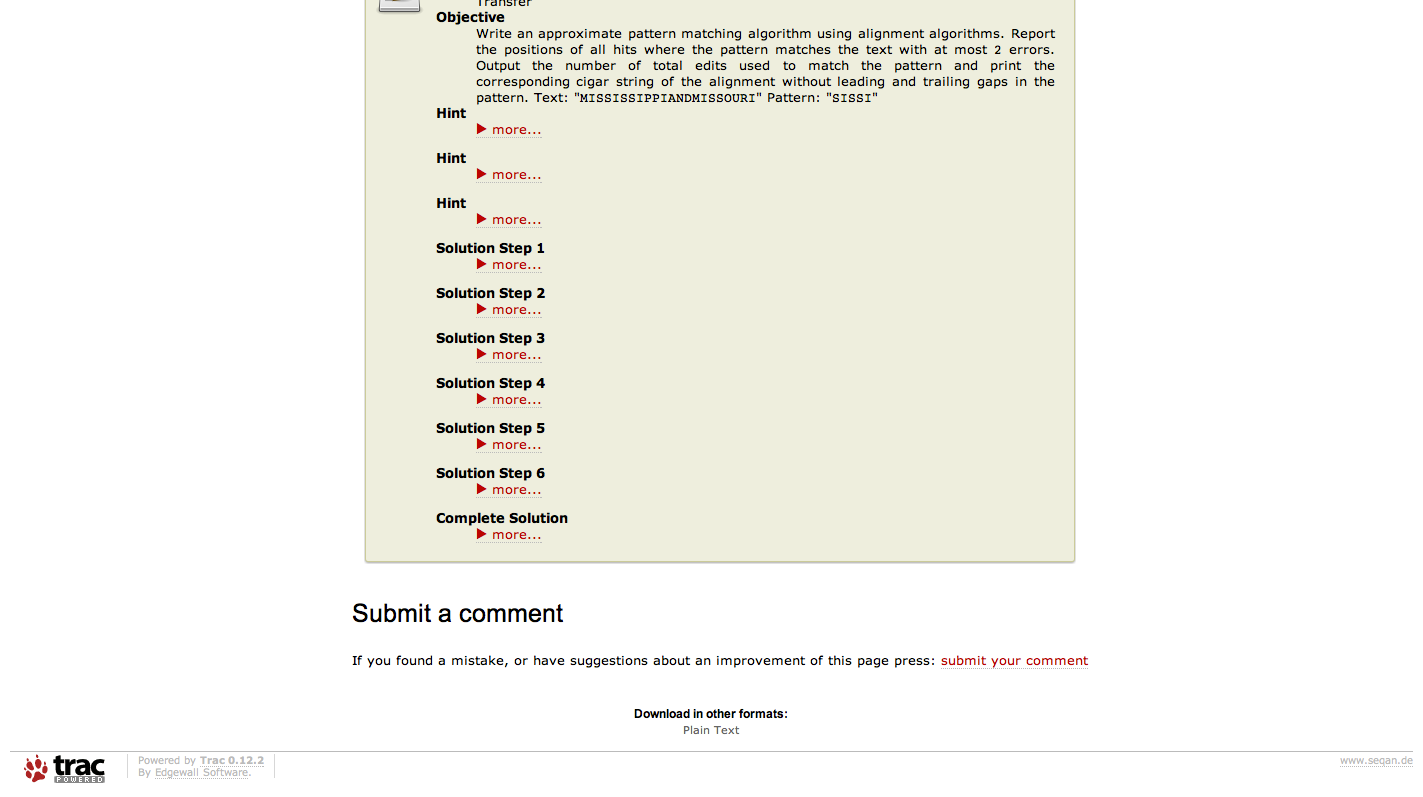 Transfer
Objective
Write an approximate pattern matching algorithm using alignment algorithms. Report
the positions of all hits where the pattern matches the text with at most 2 errors.
Output the number of total edits used to match the pattern and print the
corresponding cigar string of the alignment without leading and trailing gaps in the
pattern. Text: "MISSISSIPPIANDMISSOURI" Pattern: "SISSI"
Hint
more...
Hint
more...
Hint
more...
Solution Step 1
more...
Solution Step 2
more...
Solution Step 3
more...
Solution Step 4
more...
Solution Step 5
more...
Solution Step 6
more...
Complete Solution
more...
Submit a comment
If you found a mistake, or have suggestions about an improvement of this page press: submit your comment
Download in other formats:
Plain Text
trac
POWERED
Powered by Trac 0.12.2
By Edgewall Software.
www.seqan.de